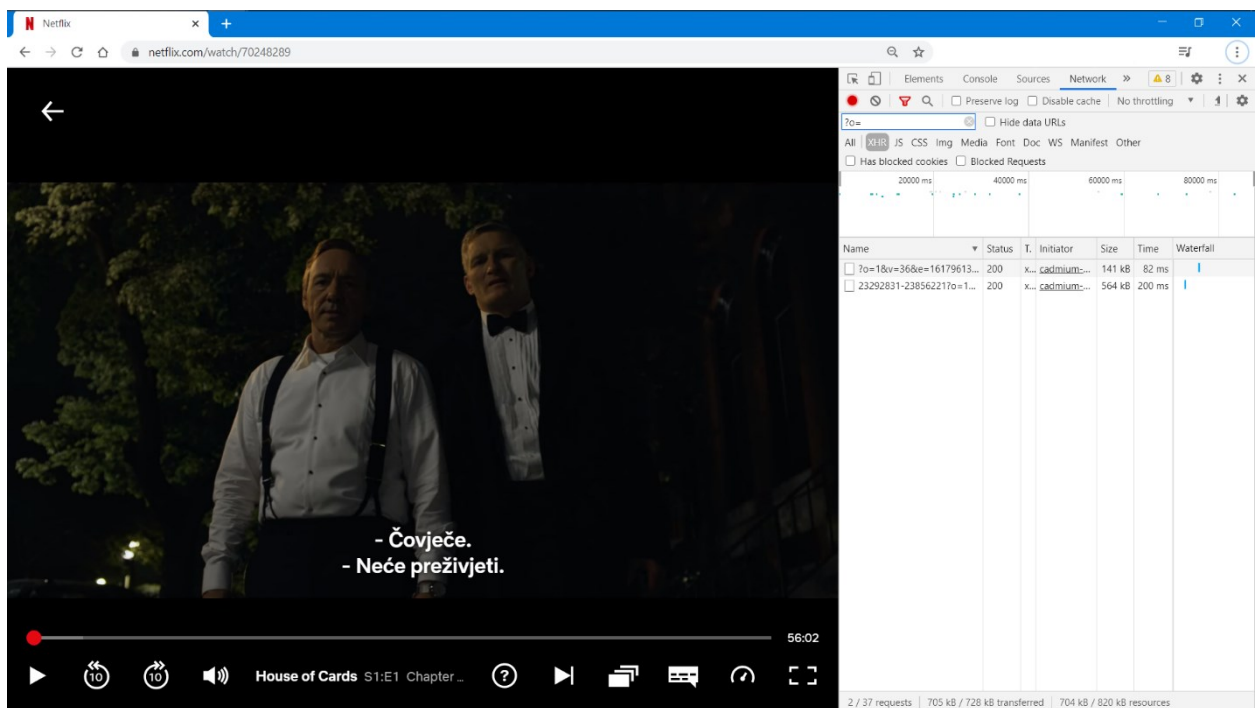 Netflix
netflix.com/watch/70248289
Elements Console Sources Network » 8
Preserve log Disable cache No throttling
?o= Hide data URLs
All XHR JS CSS Img Media Font Doc WS Manifest Other
Has blocked cookies Blocked Requests
20000 ms 40000 ms 60000 ms 80000 ms
Name Status T. Initiator Size Time Waterfall
?o=1&v=36&e=16179613... 200 x... cadmium-... 141 kB 82 ms
23292831-23856221?o=1... 200 x... cadmium-... 564 kB 200 ms
- Čovječe.
- Neće preživjeti.
56:02
10 10 House of Cards S1:E1 Chapter ... ?
2 / 37 requests 705 kB / 728 kB transferred 704 kB / 820 kB resources